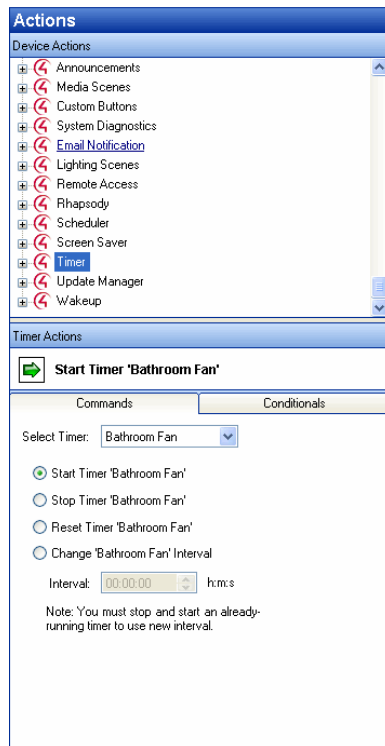 Actions
Device Actions
Announcements
Media Scenes
Custom Buttons
System Diagnostics
Email Notification
Lighting Scenes
Remote Access
Rhapsody
Scheduler
Screen Saver
Timer
Update Manager
Wakeup
Timer Actions
Start Timer 'Bathroom Fan'
Commands Conditionals
Select Timer: Bathroom Fan
Start Timer 'Bathroom Fan'
Stop Timer 'Bathroom Fan'
Reset Timer 'Bathroom Fan'
Change 'Bathroom Fan' Interval
Interval: 00:00:00 h:m:s
Note: You must stop and start an already-
running timer to use new interval.